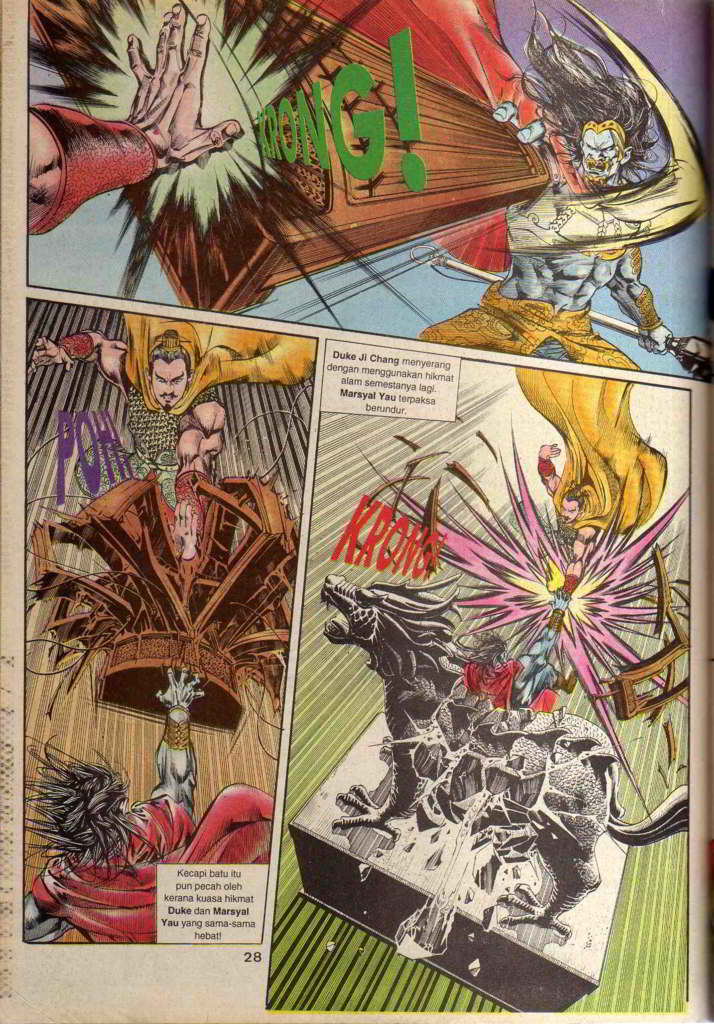 KRONG!
POH!
Kecapi batu itu
pun pecah oleh
kerana kuasa hikmat
Duke dan Marsyal
Yau yang sama-sama
hebat!
Duke Ji Chang menyerang
dengan menggunakan hikmat
alam semestanya lagi.
Marsyal Yau terpaksa
berundur.
KRONG!
28